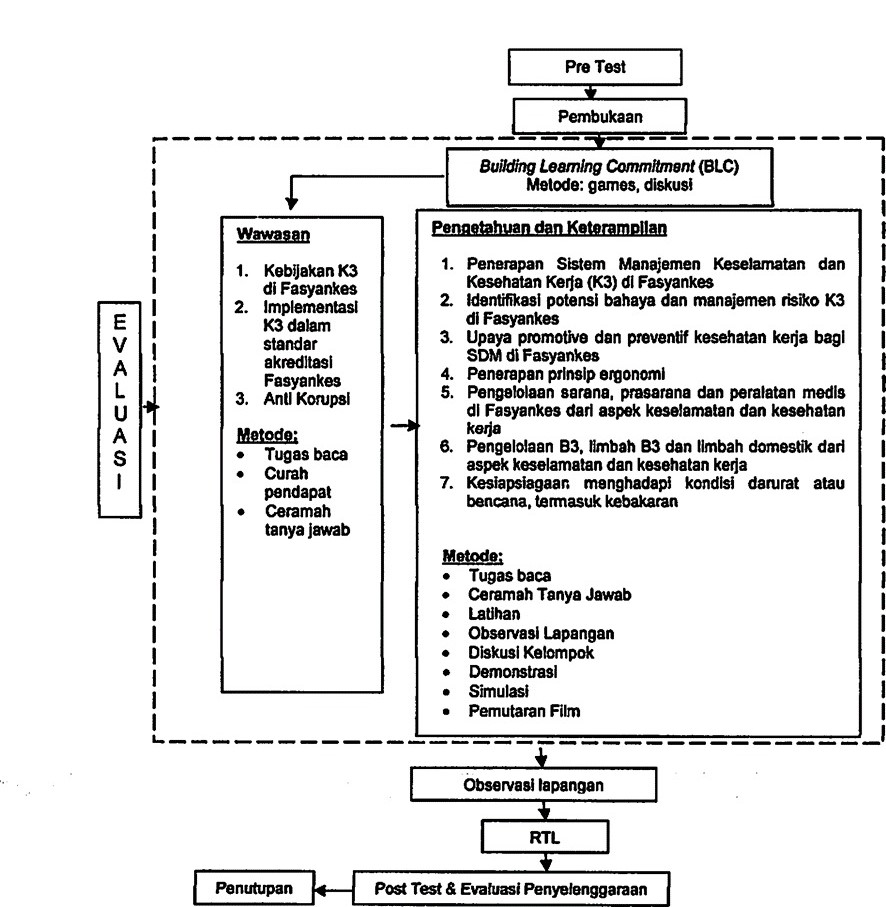 Pre Test
Pembukaan
Building Learning Commitment (BLC)
Metode: games, diskusi
EVALUASI
Wawasan
1. Kebijakan K3
di Fasyankes
2. Implementasi
K3 dalam
standar
akreditasi
Fasyankes
3. Anti Korupsi
Metode:
• Tugas baca
• Curah
pendapat
• Ceramah
tanya jawab
Pengetahuan dan Keterampilan
1. Penerapan Sistem Manajemen Keselamatan dan
Kesehatan Kerja (K3) di Fasyankes
2. Identifikasi potensi bahaya dan manajemen risiko K3
di Fasyankes
3. Upaya promotive dan preventif kesehatan kerja bagi
SDM di Fasyankes
4. Penerapan prinsip ergonomi
5. Pengelolaan sarana, prasarana dan peralatan medis
di Fasyankes dari aspek keselamatan dan kesehatan
kerja
6. Pengelolaan B3, limbah B3 dan limbah domestik dari
aspek keselamatan dan kesehatan kerja
7. Kesiapsiagaan menghadapi kondisi darurat atau
bencana, termasuk kebakaran
Metode:
• Tugas baca
• Ceramah Tanya Jawab
• Latihan
• Observasi Lapangan
• Diskusi Kelompok
• Demonstrasi
• Simulasi
• Pemutaran Film
Observasi lapangan
RTL
Post Test & Evaluasi Penyelenggaraan
Penutupan